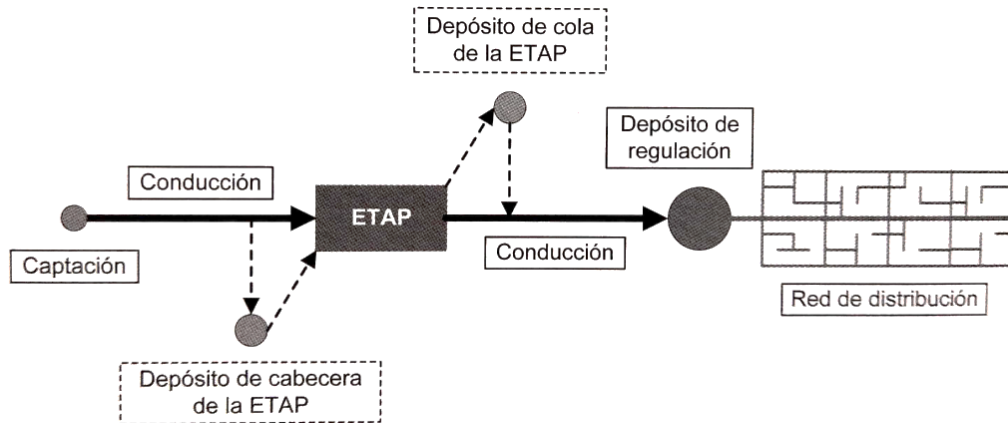 Depósito de cola
de la ETAP
Depósito de
regulación
Conducción
ETAP
Captación
Conducción
Red de distribución
Depósito de cabecera
de la ETAP